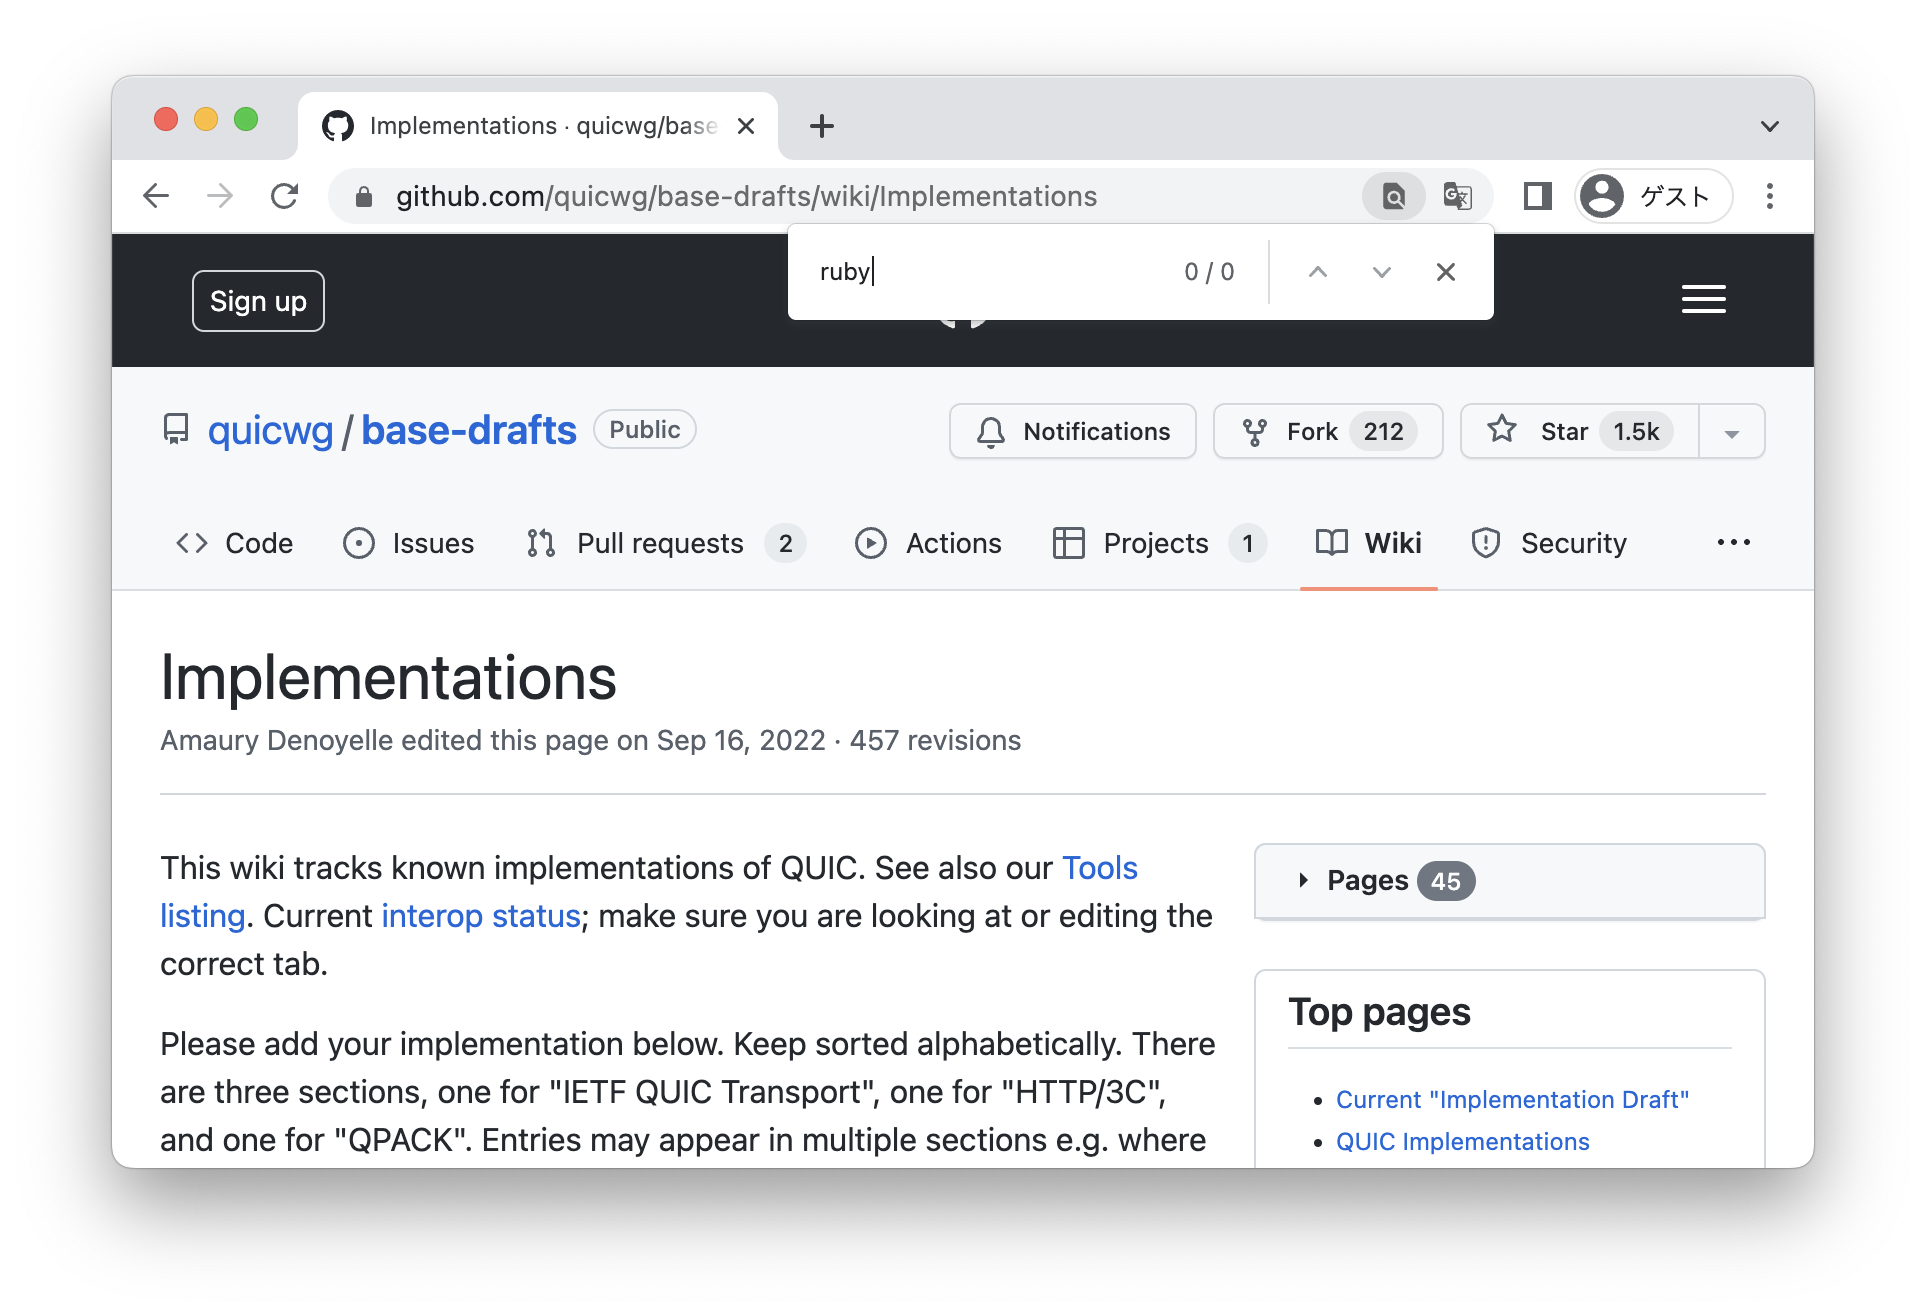 Implementations · quicwg/base
github.com/quicwg/base-drafts/wiki/Implementations
ゲスト
ruby
0 / 0
Sign up
quicwg / base-drafts
Public
Notifications
Fork 212
Star 1.5k
Code
Issues
Pull requests 2
Actions
Projects 1
Wiki
Security
Implementations
Amaury Denoyelle edited this page on Sep 16, 2022 · 457 revisions
This wiki tracks known implementations of QUIC. See also our Tools
listing. Current interop status; make sure you are looking at or editing the
correct tab.
Please add your implementation below. Keep sorted alphabetically. There
are three sections, one for "IETF QUIC Transport", one for "HTTP/3C",
and one for "QPACK". Entries may appear in multiple sections e.g. where
Pages 45
Top pages
Current "Implementation Draft"
QUIC Implementations